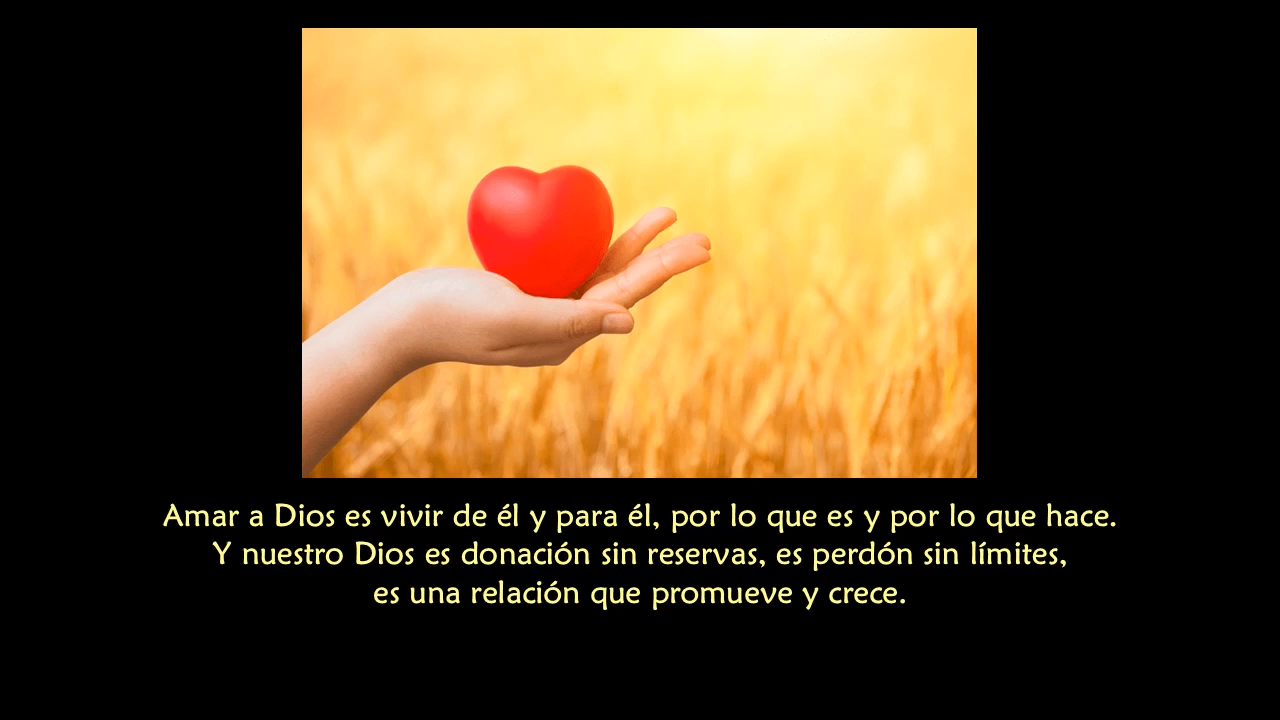 Amar a Dios es vivir de él y para él, por lo que es y por lo que hace.
Y nuestro Dios es donación sin reservas, es perdón sin límites,
es una relación que promueve y crece.